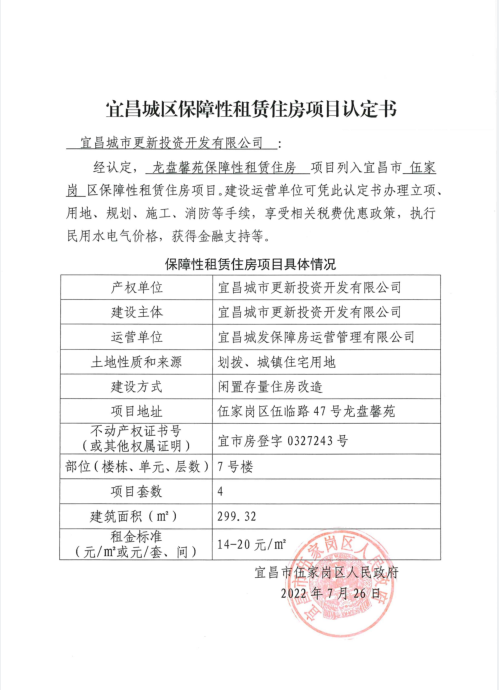 宜昌城区保障性租赁住房项目认定书
宜昌城市更新投资开发有限公司 ：
经认定，龙盘馨苑保障性租赁住房 项目列入宜昌市 伍家
岗 区保障性租赁住房项目。建设运营单位可凭此认定书办理立项、
用地、规划、施工、消防等手续，享受相关税费优惠政策，执行
民用水电气价格，获得金融支持等。
保障性租赁住房项目具体情况
产权单位 宜昌城市更新投资开发有限公司
建设主体 宜昌城市更新投资开发有限公司
运营单位 宜昌城发保障房运营管理有限公司
土地性质和来源 划拨、城镇住宅用地
建设方式 闲置存量住房改造
项目地址 伍家岗区伍临路 47 号龙盘馨苑
不动产权证书号
（或其他权属证明） 宜市房登字 0327243 号
部位（楼栋、单元、层数） 7 号楼
项目套数 4
建筑面积（㎡） 299.32
租金标准
（元/㎡或元/套、间） 14-20 元/㎡
宜昌市伍家岗区人民政府
2022 年 7 月 26 日
宜昌市伍家岗区人民政府